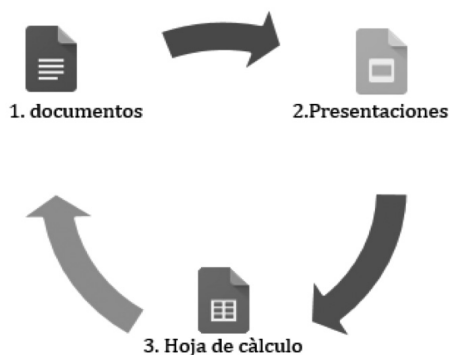 1. documentos
2.Presentaciones
3. Hoja de càlculo